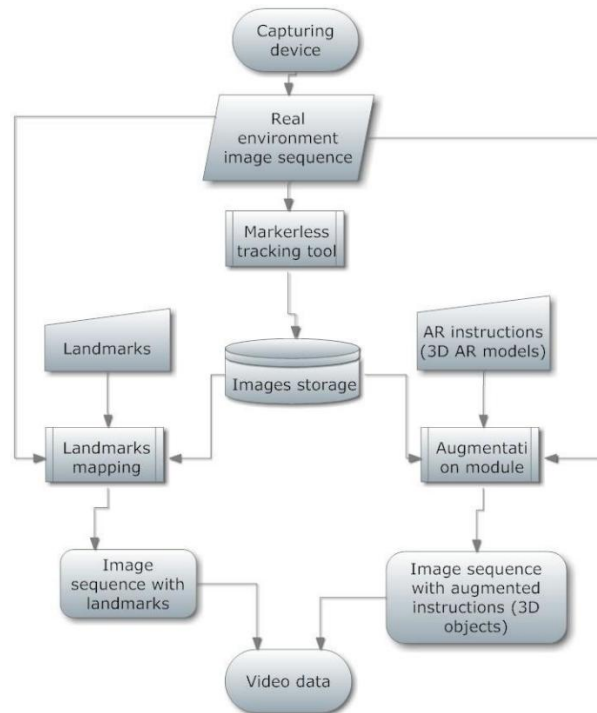 Capturing
device
Real
environment
image sequence
Markerless
tracking tool
Landmarks
AR instructions
(3D AR models)
Images storage
Landmarks
mapping
Augmentati
on module
Image
sequence with
landmarks
Image sequence
with augmented
instructions (3D
objects)
Video data